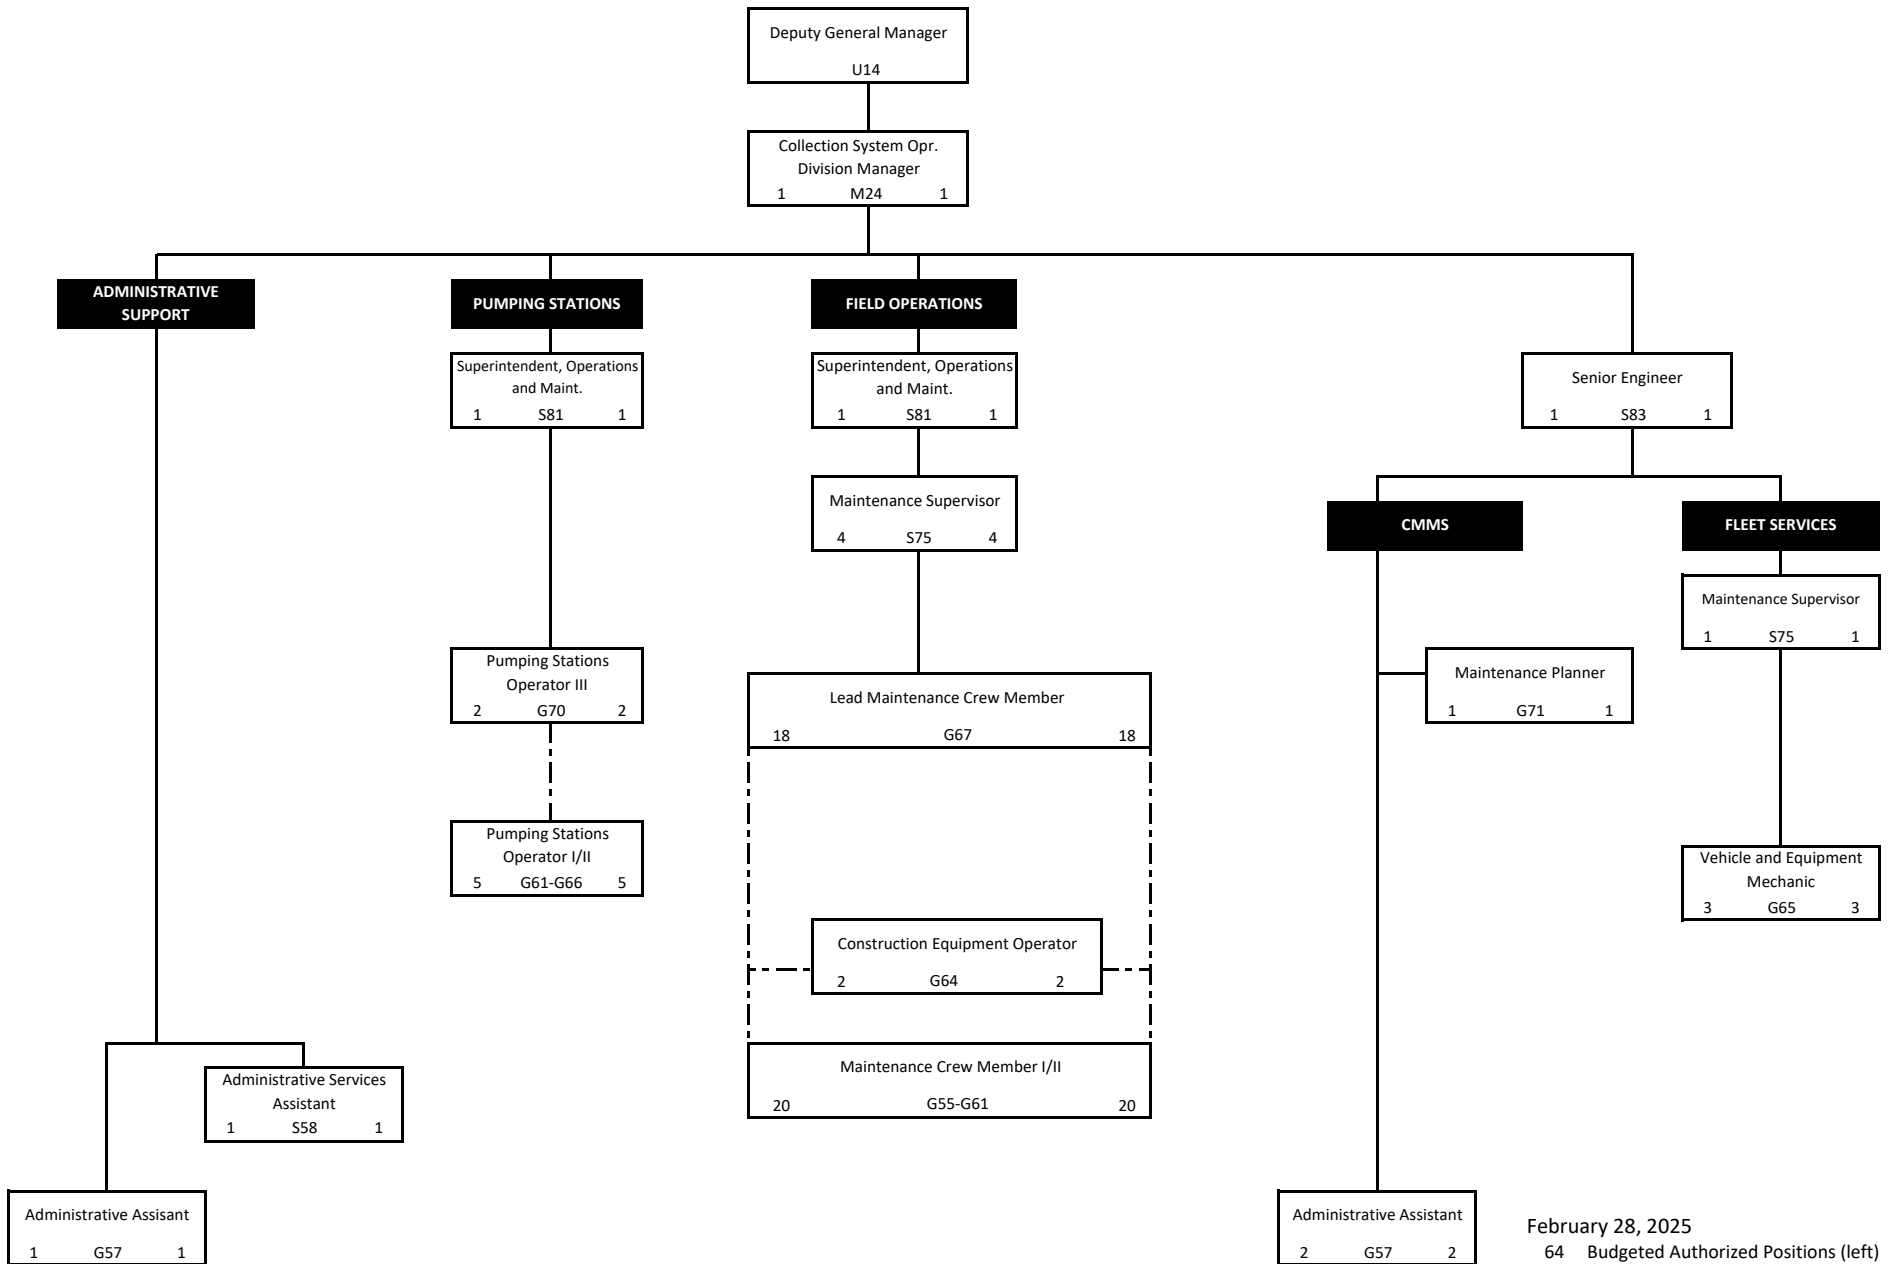 Deputy General Manager
U14
Collection System Opr.
Division Manager
1 M24 1
ADMINISTRATIVE
SUPPORT
PUMPING STATIONS
FIELD OPERATIONS
Superintendent, Operations
and Maint.
1 S81 1
Superintendent, Operations
and Maint.
1 S81 1
Senior Engineer
1 S83 1
Maintenance Supervisor
4 S75 4
CMMS
FLEET SERVICES
Maintenance Supervisor
1 S75 1
Pumping Stations
Operator III
2 G70 2
Lead Maintenance Crew Member
18 G67 18
Maintenance Planner
1 G71 1
Pumping Stations
Operator I/II
5 G61-G66 5
Vehicle and Equipment
Mechanic
3 G65 3
Construction Equipment Operator
2 G64 2
Maintenance Crew Member I/II
20 G55-G61 20
Administrative Services
Assistant
1 S58 1
Administrative Assisant
1 G57 1
Administrative Assistant
2 G57 2
February 28, 2025
64 Budgeted Authorized Positions (left)